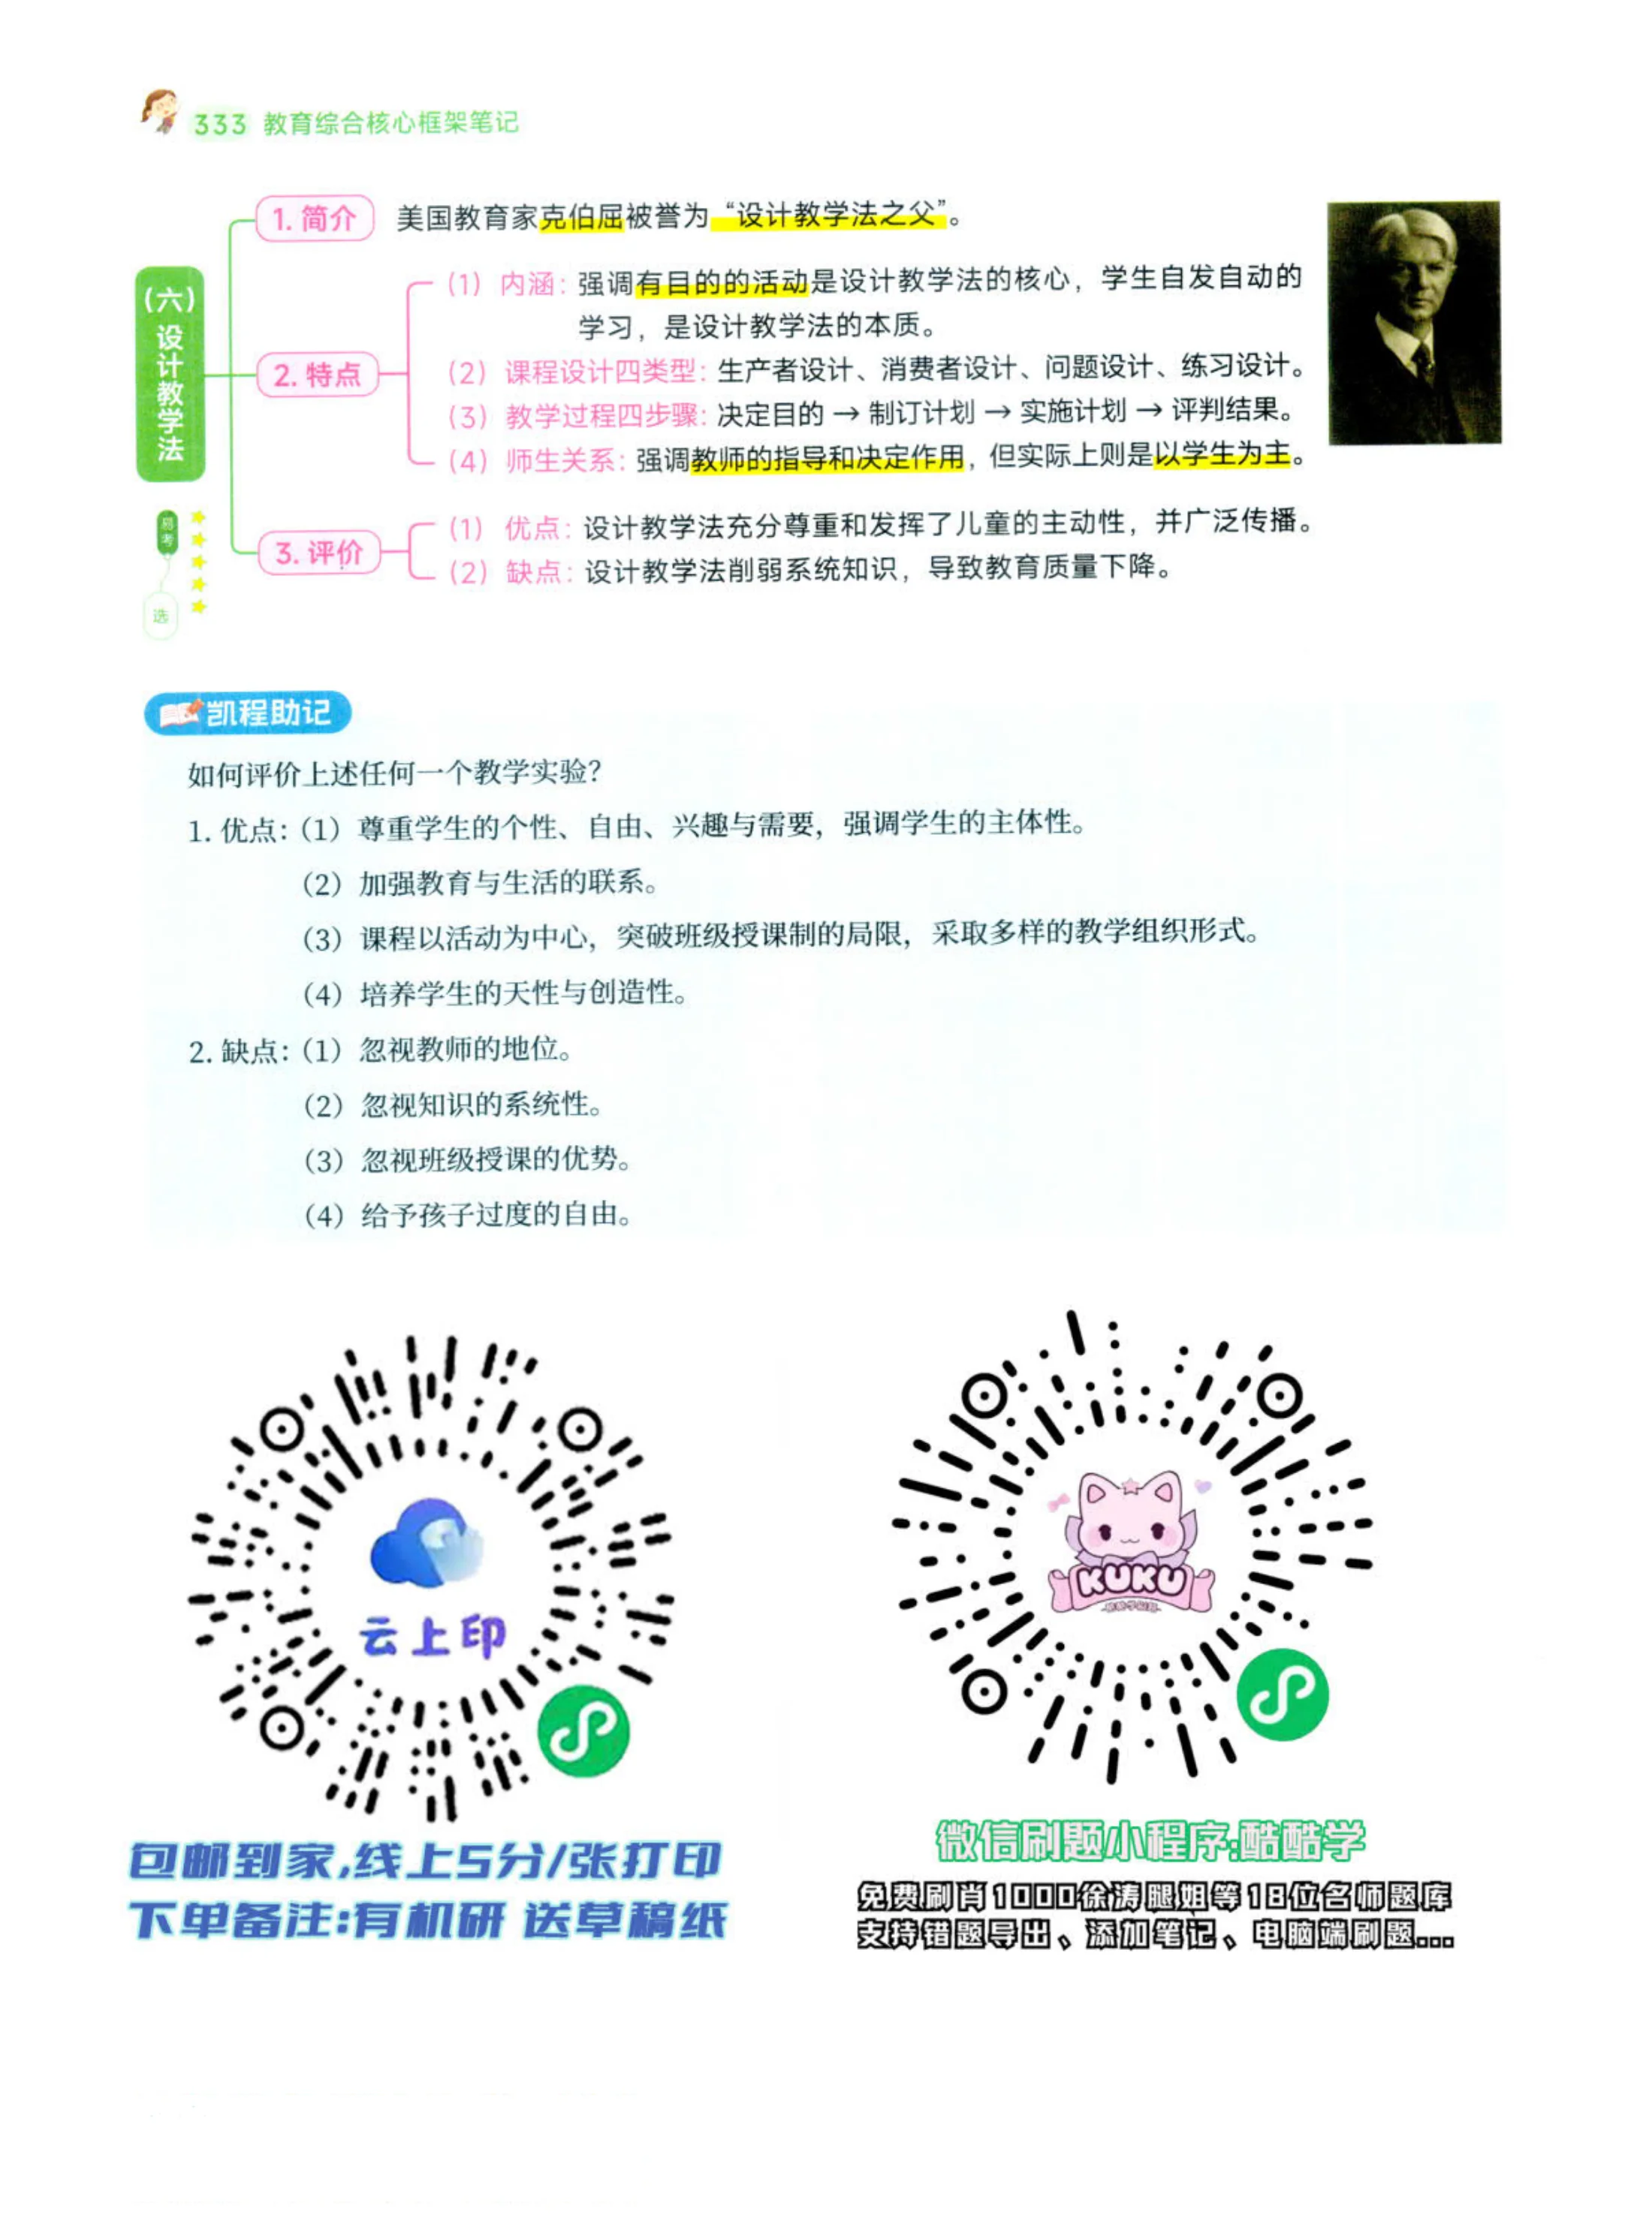 333 教育综合核心框架笔记
(六)设计教学法
易考
选
1. 简介
美国教育家克伯屈被誉为“设计教学法之父”。
2. 特点
(1) 内涵：强调有目的的活动是设计教学法的核心，学生自发自动的
学习，是设计教学法的本质。
(2) 课程设计四类型：生产者设计、消费者设计、问题设计、练习设计。
(3) 教学过程四步骤：决定目的 → 制订计划 → 实施计划 → 评判结果。
(4) 师生关系：强调教师的指导和决定作用，但实际上则是以学生为主。
3. 评价
(1) 优点：设计教学法充分尊重和发挥了儿童的主动性，并广泛传播。
(2) 缺点：设计教学法削弱系统知识，导致教育质量下降。
凯程助记
如何评价上述任何一个教学实验？
1. 优点：（1）尊重学生的个性、自由、兴趣与需要，强调学生的主体性。
（2）加强教育与生活的联系。
（3）课程以活动为中心，突破班级授课制的局限，采取多样的教学组织形式。
（4）培养学生的天性与创造性。
2. 缺点：（1）忽视教师的地位。
（2）忽视知识的系统性。
（3）忽视班级授课的优势。
（4）给予孩子过度的自由。
云上印
包邮到家,线上5分/张打印
下单备注:有机研 送草稿纸
KUKU
微信刷题小程序:酷酷学
免费刷肖1000徐涛腿姐等18位名师题库
支持错题导出、添加笔记、电脑端刷题...